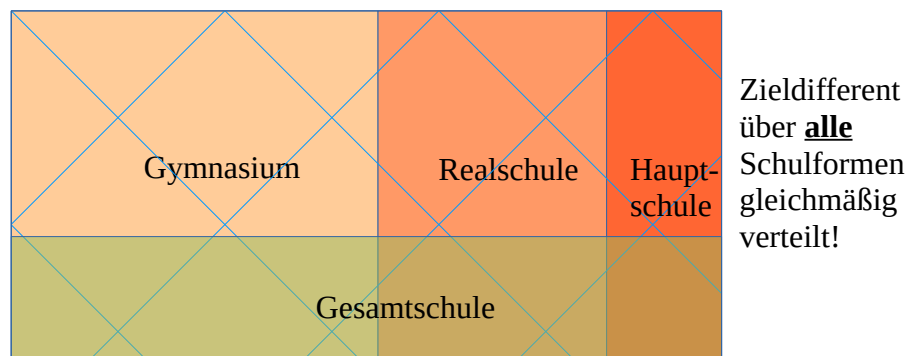 Gymnasium
Realschule
Haupt-
schule
Gesamtschule
Zieldifferent
über alle
Schulformen
gleichmäßig
verteilt!